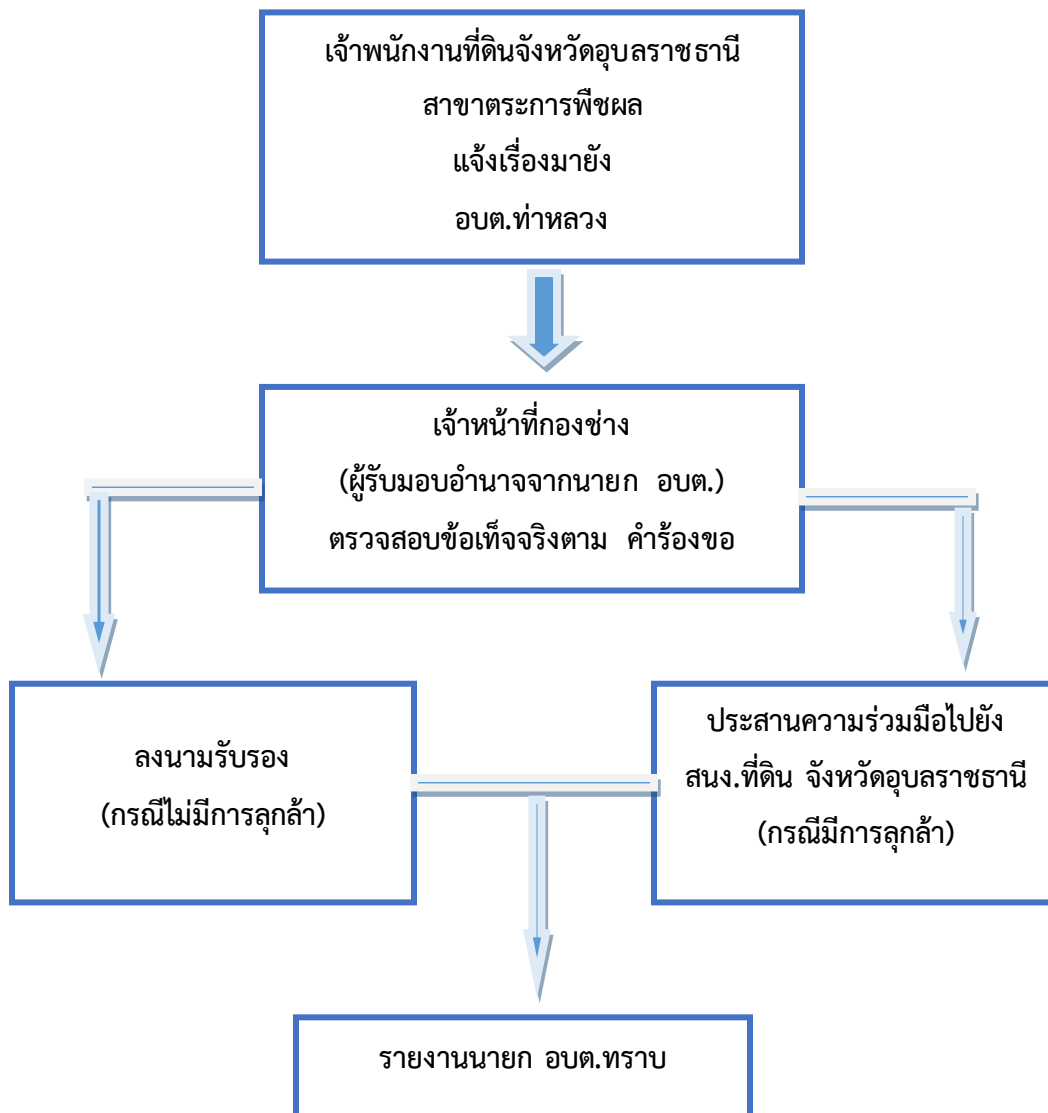 เจ้าพนักงานที่ดินจังหวัดอุบลราชธานี
สาขาตระการพืชผล
แจ้งเรื่องมายัง
อบต.ท่าหลวง
เจ้าหน้าที่กองช่าง
(ผู้รับมอบอำนาจจากนายก อบต.)
ตรวจสอบข้อเท็จจริงตาม คำร้องขอ
ลงนามรับรอง
(กรณีไม่มีการลุกล้า)
ประสานความร่วมมือไปยัง
สนง.ที่ดิน จังหวัดอุบลราชธานี
(กรณีมีการลุกล้า)
รายงานนายก อบต.ทราบ